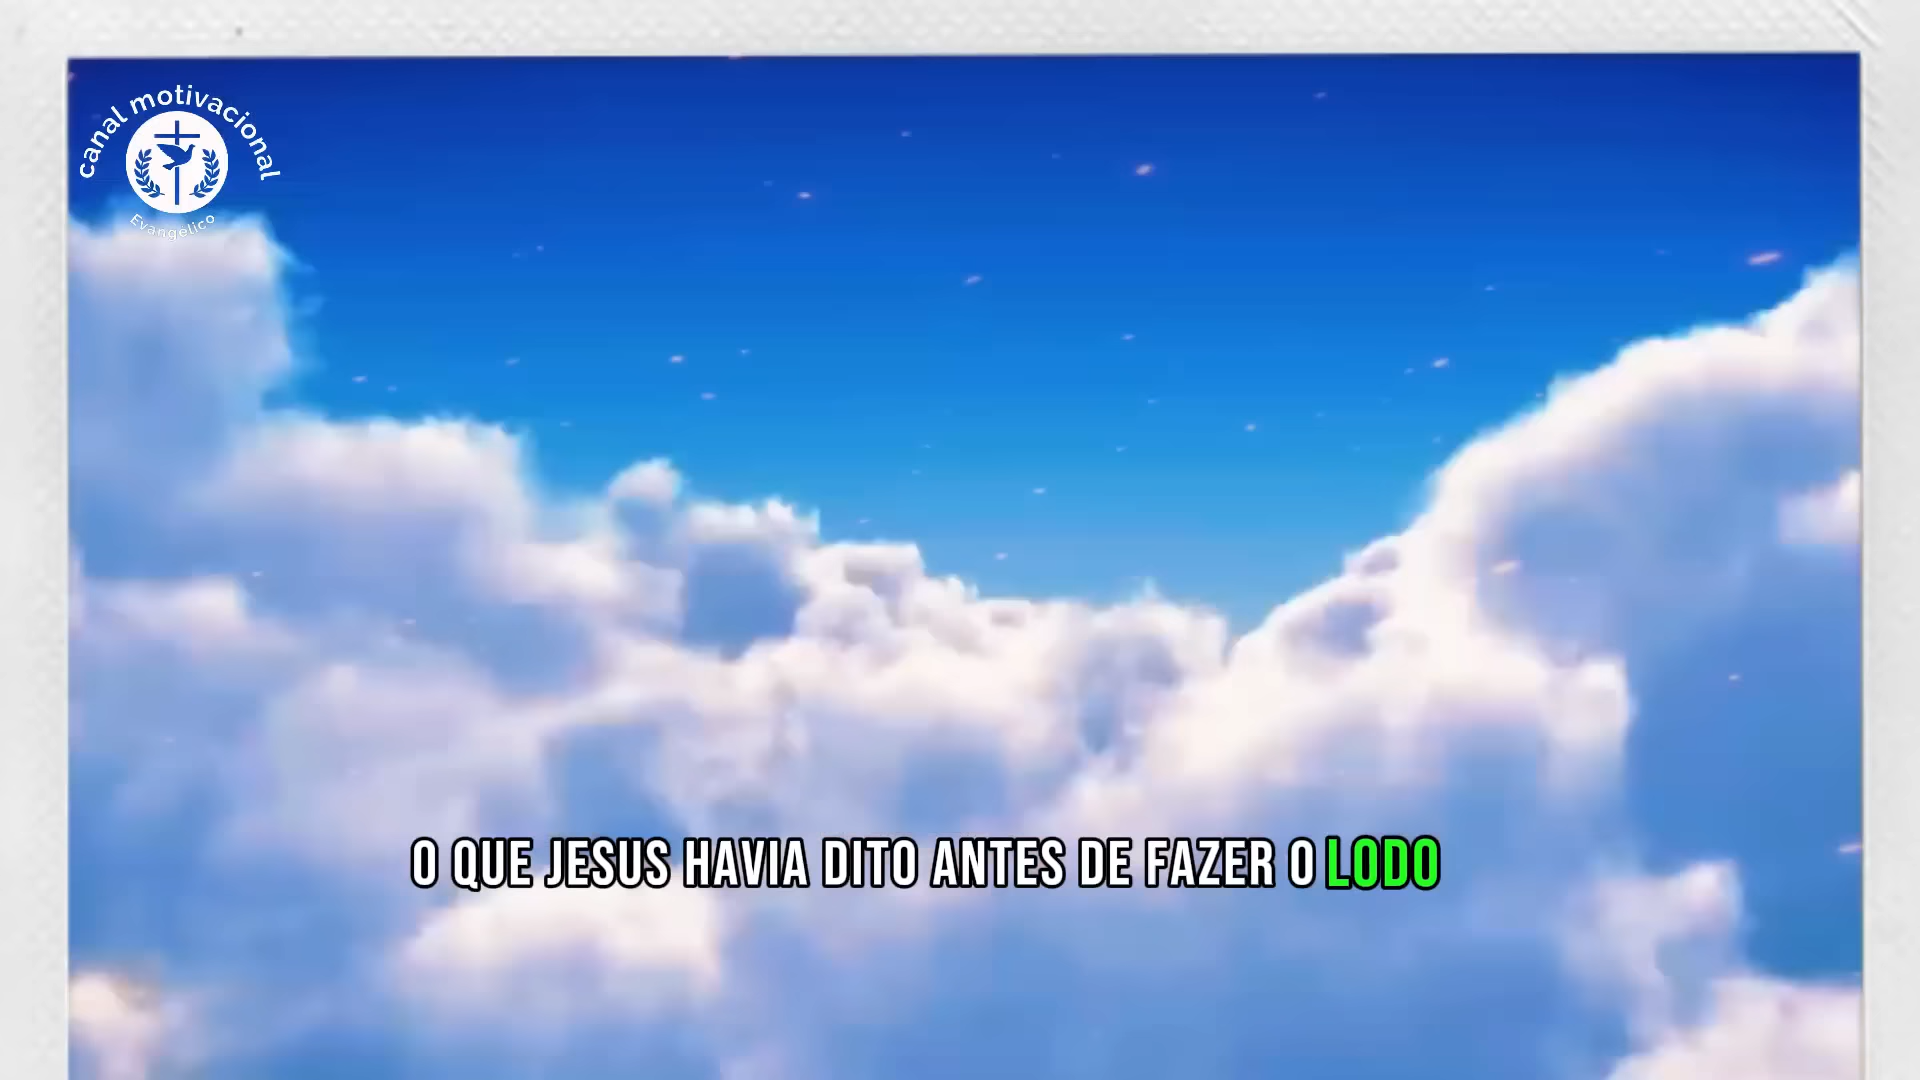 canal motivacional
Evangélico
O QUE JESUS HAVIA DITO ANTES DE FAZER O LODO